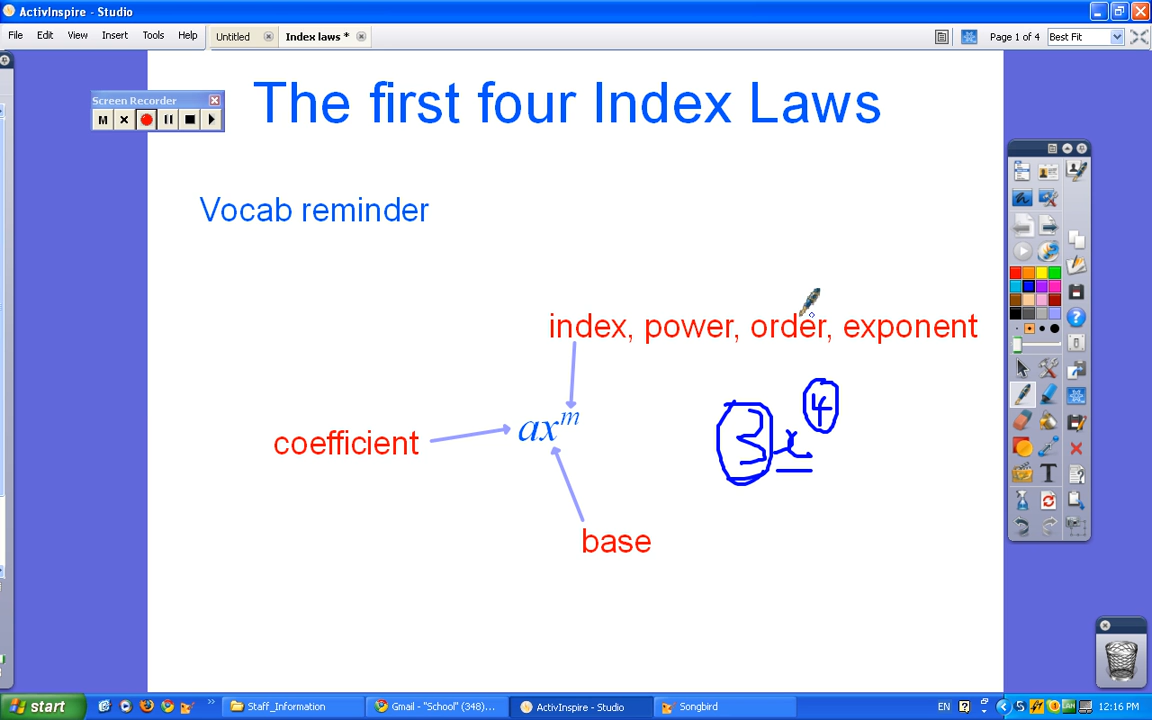 ActivInspire - Studio
File Edit View Insert Tools Help
Untitled
Index laws *
Page 1 of 4
Best Fit
Screen Recorder
M
The first four Index Laws
Vocab reminder
index, power, order, exponent
3x⁴
axᵐ
coefficient
base
start
Staff_Information
Gmail - "School" (348)...
ActivInspire - Studio
Songbird
EN
12:16 PM